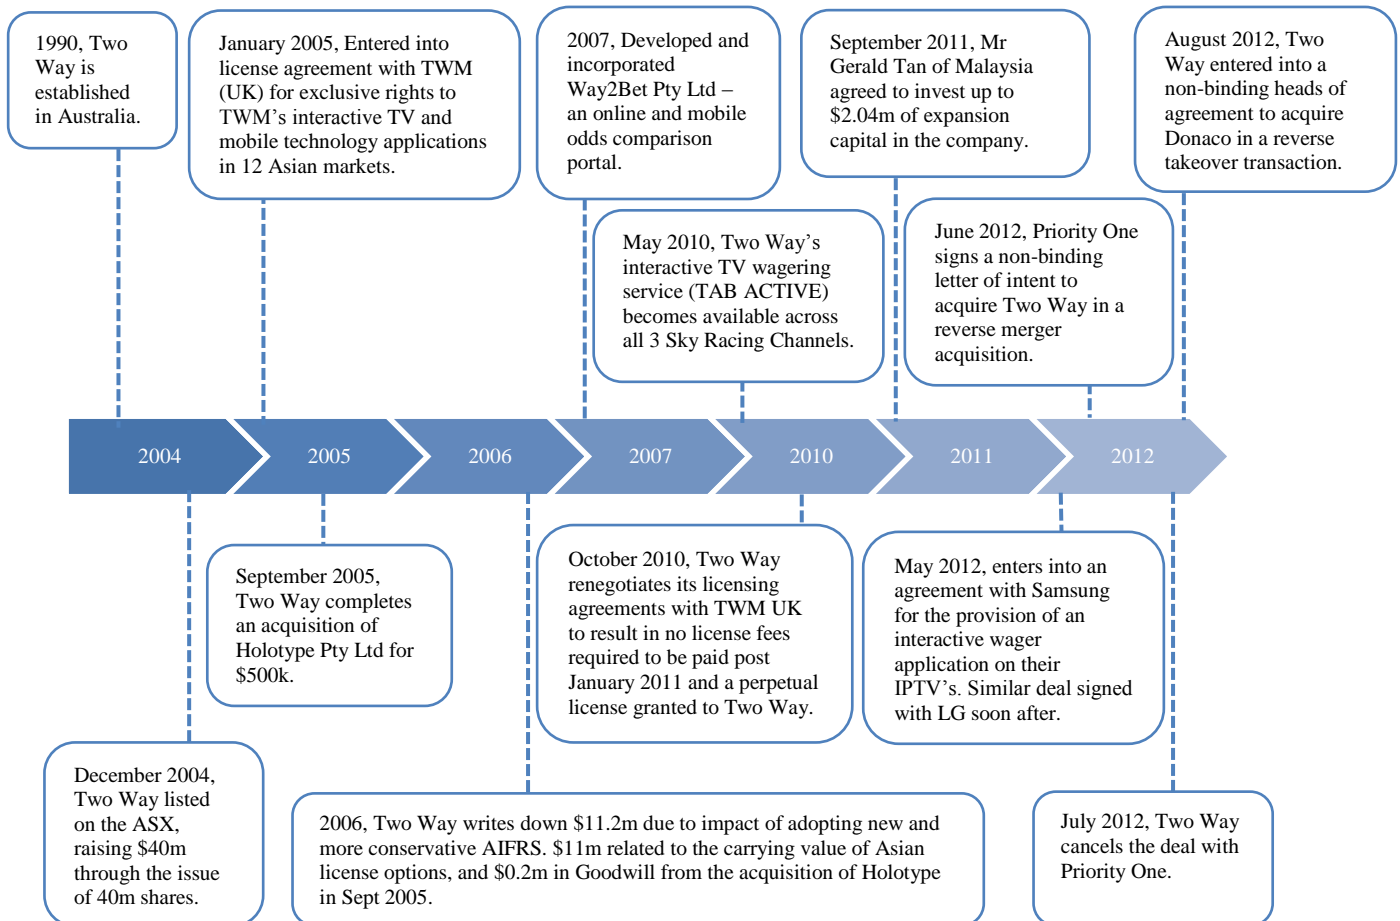 1990, Two
Way is
established
in Australia.
January 2005, Entered into
license agreement with TWM
(UK) for exclusive rights to
TWM's interactive TV and
mobile technology applications
in 12 Asian markets.
2007, Developed and
incorporated
Way2Bet Pty Ltd –
an online and mobile
odds comparison
portal.
September 2011, Mr
Gerald Tan of Malaysia
agreed to invest up to
$2.04m of expansion
capital in the company.
August 2012, Two
Way entered into a
non-binding heads of
agreement to acquire
Donaco in a reverse
takeover transaction.
May 2010, Two Way's
interactive TV wagering
service (TAB ACTIVE)
becomes available across
all 3 Sky Racing Channels.
June 2012, Priority One
signs a non-binding
letter of intent to
acquire Two Way in a
reverse merger
acquisition.
2004
2005
2006
2007
2010
2011
2012
September 2005,
Two Way completes
an acquisition of
Holotype Pty Ltd for
$500k.
October 2010, Two Way
renegotiates its licensing
agreements with TWM UK
to result in no license fees
required to be paid post
January 2011 and a perpetual
license granted to Two Way.
May 2012, enters into an
agreement with Samsung
for the provision of an
interactive wager
application on their
IPTV's. Similar deal signed
with LG soon after.
December 2004,
Two Way listed
on the ASX,
raising $40m
through the issue
of 40m shares.
2006, Two Way writes down $11.2m due to impact of adopting new and
more conservative AIFRS. $11m related to the carrying value of Asian
license options, and $0.2m in Goodwill from the acquisition of Holotype
in Sept 2005.
July 2012, Two Way
cancels the deal with
Priority One.